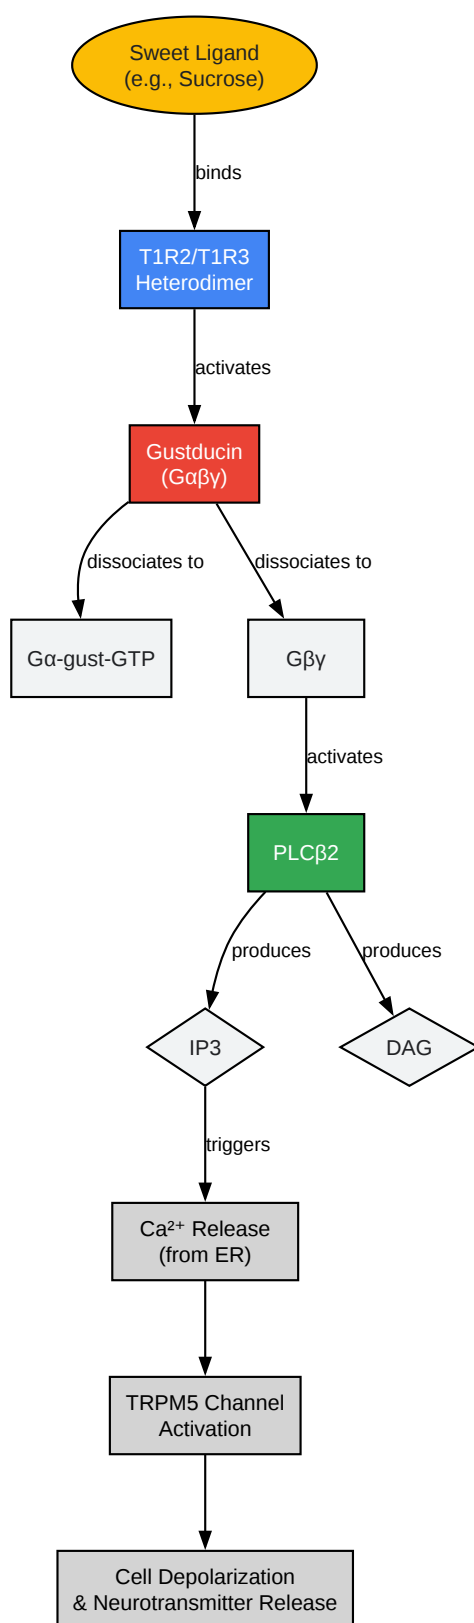 Sweet Ligand
(e.g., Sucrose)
binds
T1R2/T1R3
Heterodimer
activates
Gustducin
(Gαβγ)
dissociates to
dissociates to
Gα-gust-GTP
Gβγ
activates
PLCβ2
produces
produces
IP3
DAG
triggers
Ca²⁺ Release
(from ER)
TRPM5 Channel
Activation
Cell Depolarization
& Neurotransmitter Release